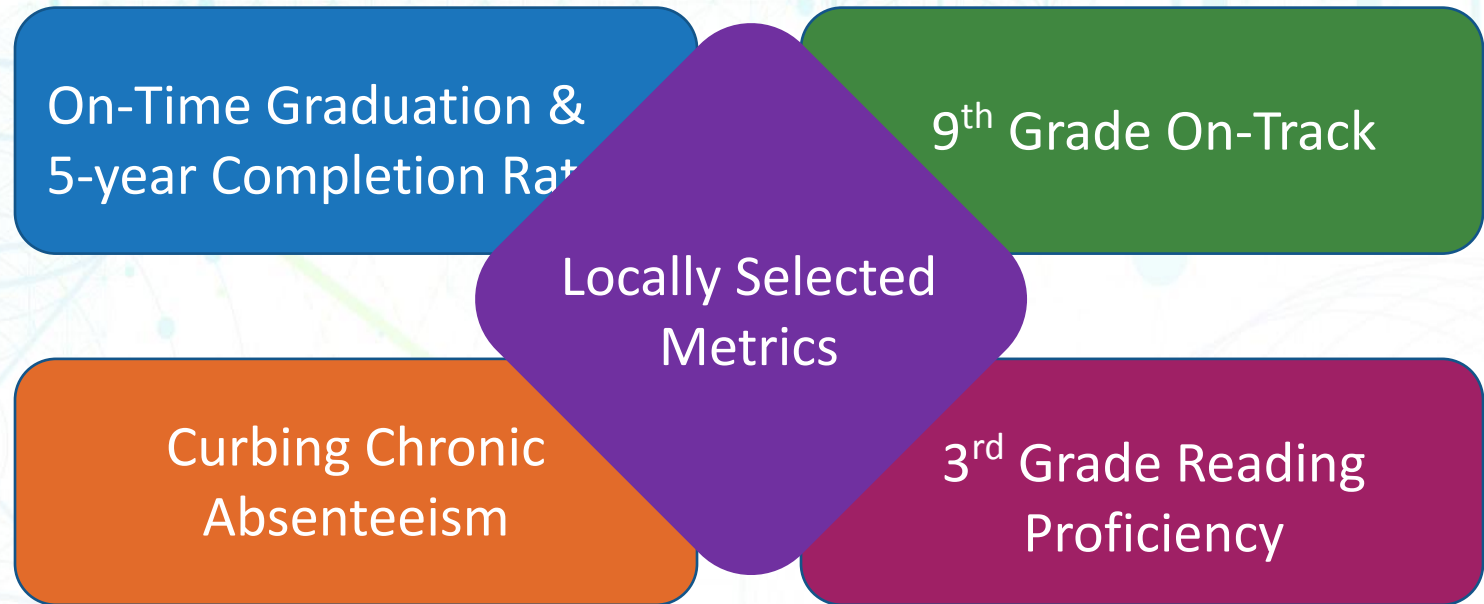 On-Time Graduation &
5-year Completion Rat
9th Grade On-Track
Locally Selected
Metrics
Curbing Chronic
Absenteeism
3rd Grade Reading
Proficiency